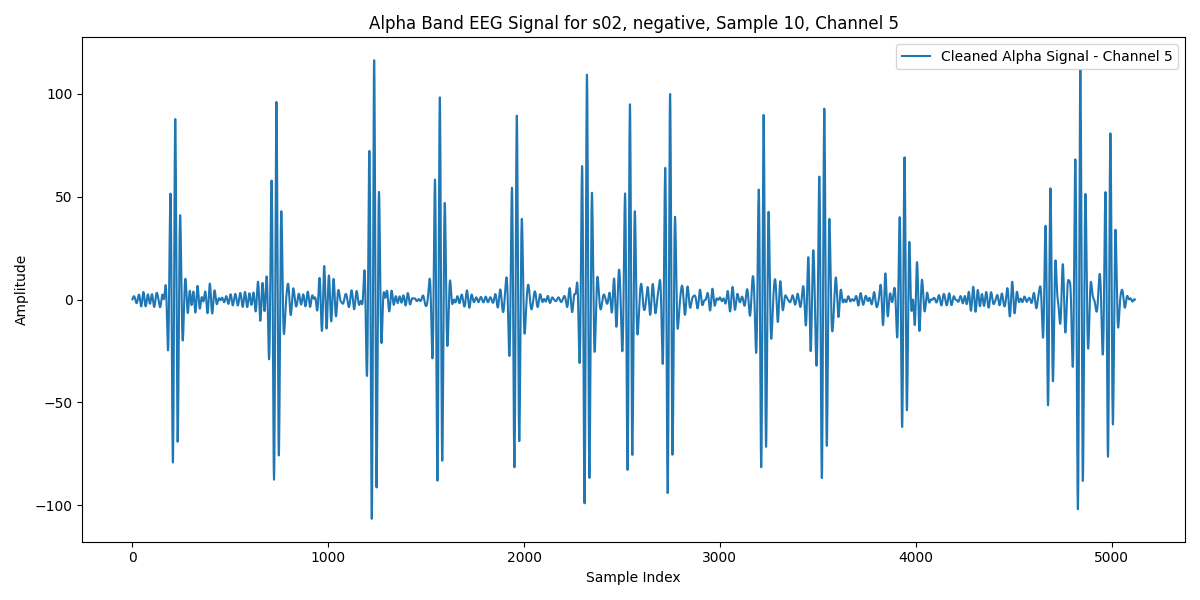 Alpha Band EEG Signal for s02, negative, Sample 10, Channel 5
Cleaned Alpha Signal - Channel 5
Amplitude
100
50
0
−50
−100
0 1000 2000 3000 4000 5000
Sample Index